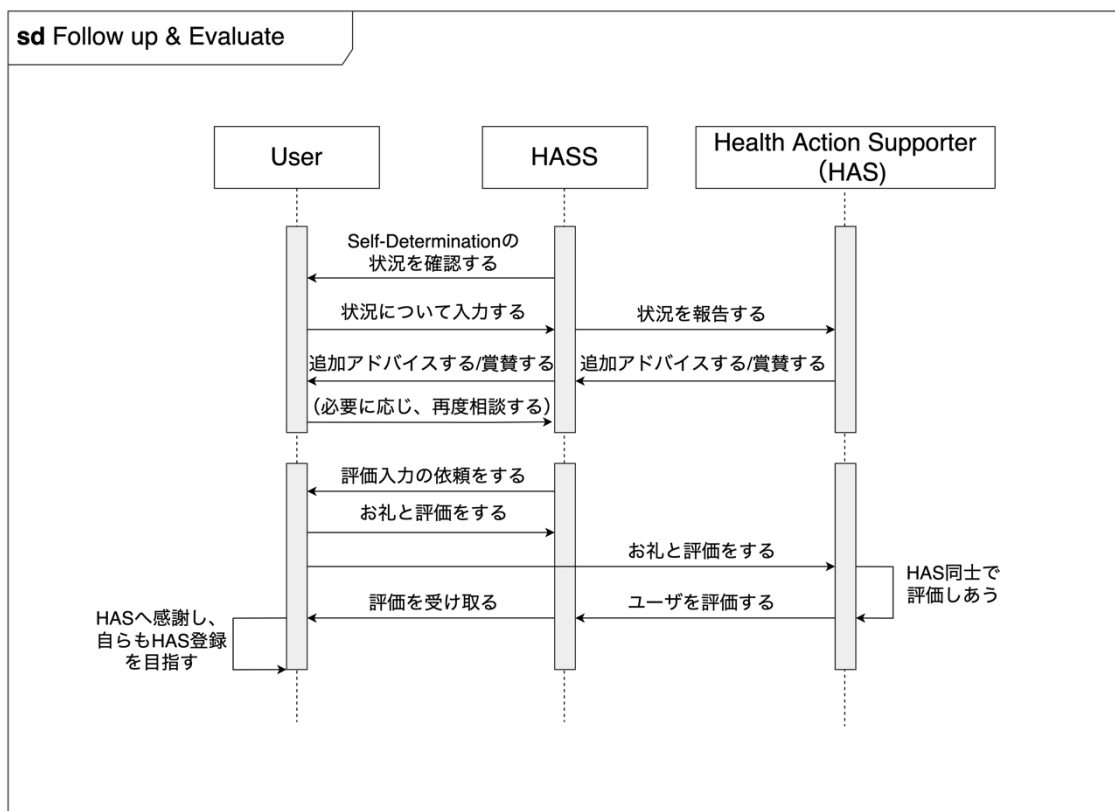 sd Follow up & Evaluate
User
HASS
Health Action Supporter
（HAS)
Self-Determinationの
状況を確認する
状況について入力する
状況を報告する
追加アドバイスする/賞賛する
追加アドバイスする/賞賛する
（必要に応じ、再度相談する）
評価入力の依頼をする
お礼と評価をする
お礼と評価をする
HAS同士で
評価しあう
評価を受け取る
ユーザを評価する
HASへ感謝し、
自らもHAS登録
を目指す